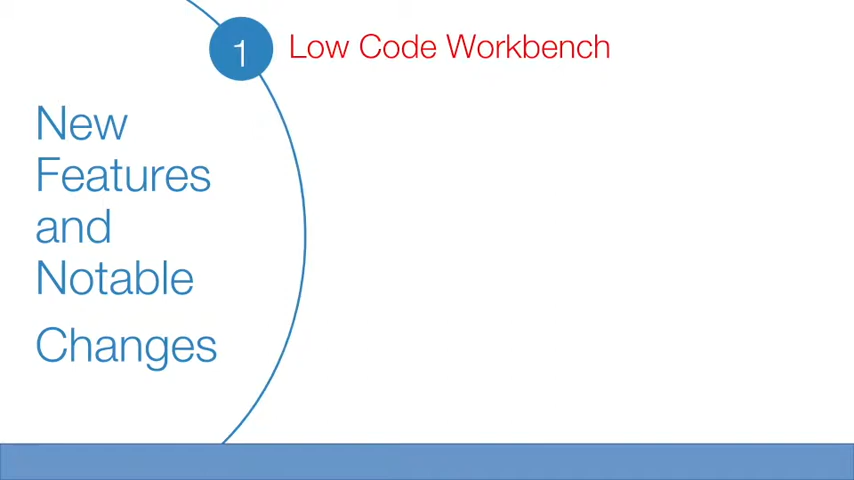 1 Low Code Workbench
New
Features
and
Notable
Changes